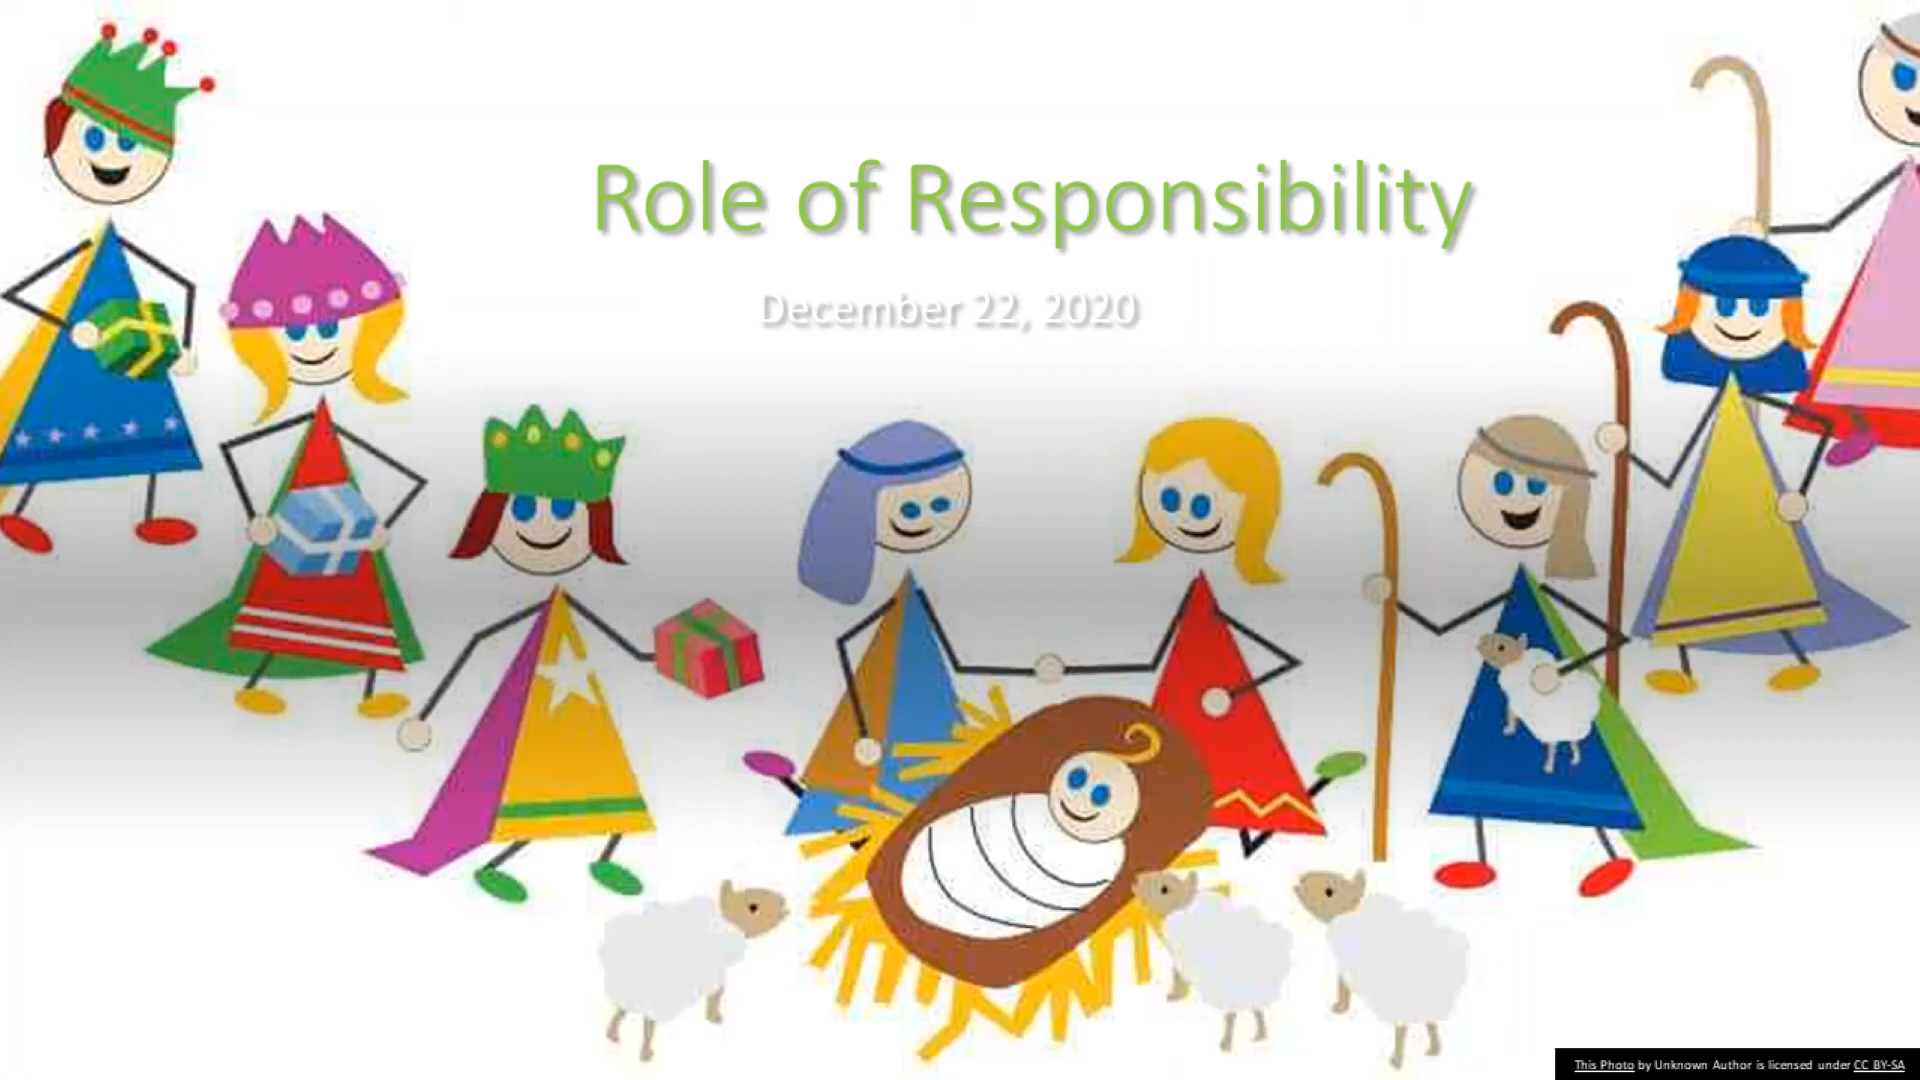 Role of Responsibility
December 22, 2020
This Photo by Unknown Author is licensed under CC BY-SA